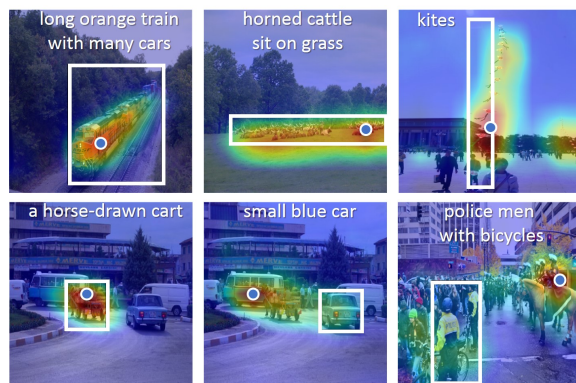 long orange train
with many cars
horned cattle
sit on grass
kites
a horse-drawn cart
small blue car
police men
with bicycles